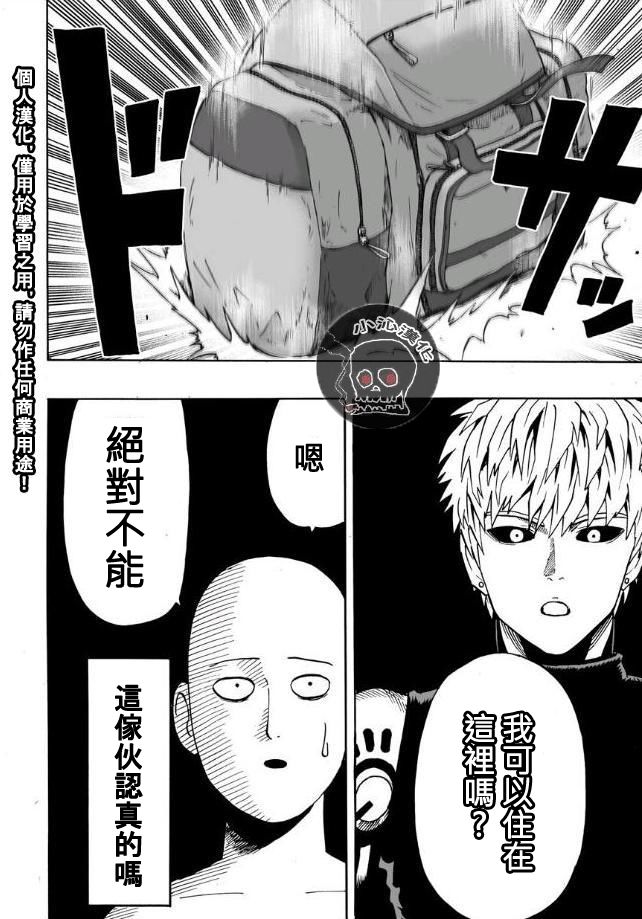 個人漢化，僅用於學習之用，請勿作任何商業用途！
ドサ
小沁漢化
我可以住在
這裡嗎？
嗯
絕對不能
這傢伙認真的嗎